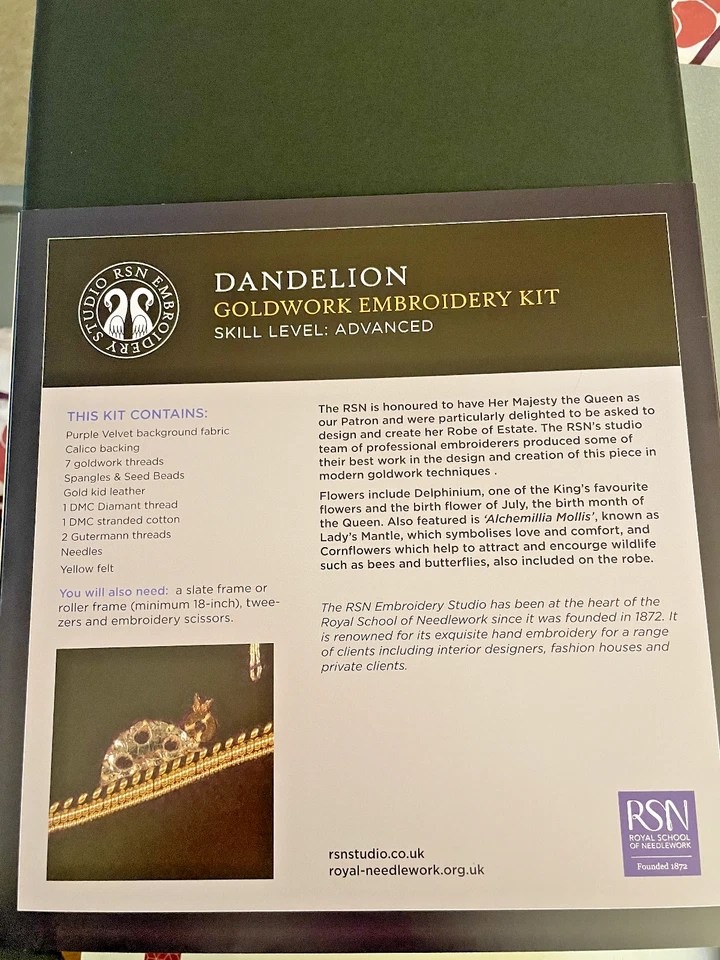 STUDIO RSN EMBROIDERY
DANDELION
GOLDWORK EMBROIDERY KIT
SKILL LEVEL: ADVANCED
THIS KIT CONTAINS:
Purple Velvet background fabric
Calico backing
7 goldwork threads
Spangles & Seed Beads
Gold kid leather
1 DMC Diamant thread
1 DMC stranded cotton
2 Gutermann threads
Needles
Yellow felt
You will also need: a slate frame or
roller frame (minimum 18-inch), twee-
zers and embroidery scissors.
The RSN is honoured to have Her Majesty the Queen as
our Patron and were particularly delighted to be asked to
design and create her Robe of Estate. The RSN's studio
team of professional embroiderers produced some of
their best work in the design and creation of this piece in
modern goldwork techniques .
Flowers include Delphinium, one of the King's favourite
flowers and the birth flower of July, the birth month of
the Queen. Also featured is ‘Alchemillia Mollis’, known as
Lady's Mantle, which symbolises love and comfort, and
Cornflowers which help to attract and encourge wildlife
such as bees and butterflies, also included on the robe.
The RSN Embroidery Studio has been at the heart of the
Royal School of Needlework since it was founded in 1872. It
is renowned for its exquisite hand embroidery for a range
of clients including interior designers, fashion houses and
private clients.
rsnstudio.co.uk
royal-needlework.org.uk
RSN
ROYAL SCHOOL
OF NEEDLEWORK
Founded 1872